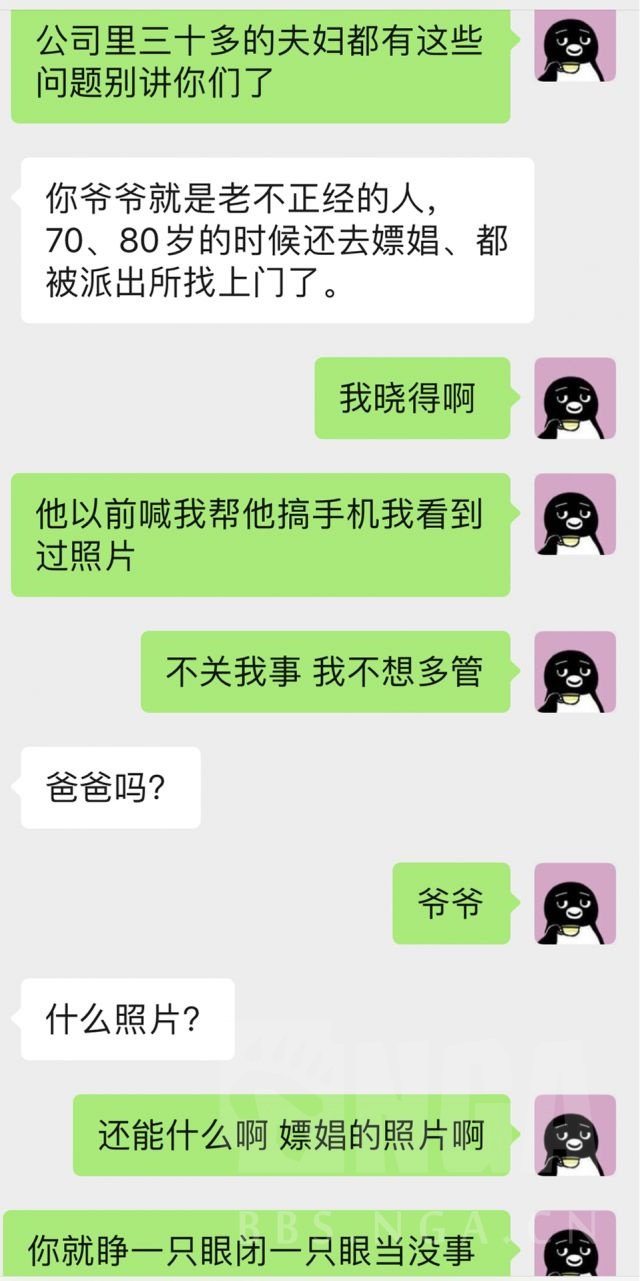 公司里三十多的夫妇都有这些
问题别讲你们了
你爷爷就是老不正经的人，
70、80岁的时候还去嫖娼、都
被派出所找上门了。
我晓得啊
他以前喊我帮他搞手机我看到
过照片
不关我事 我不想多管
爸爸吗？
爷爷
什么照片？
还能什么啊 嫖娼的照片啊
NGA
BBS.NGA.CN
你就睁一只眼闭一只眼当没事